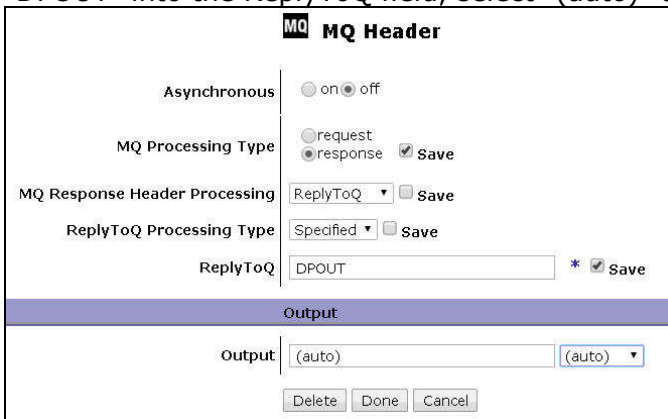 "DPOUT" into the ReplyToQ field, select "(auto)"
MQ MQ Header
Asynchronous on off
MQ Processing Type request
response Save
MQ Response Header Processing ReplyToQ Save
ReplyToQ Processing Type Specified Save
ReplyToQ DPOUT * Save
Output
Output (auto) (auto)
Delete Done Cancel